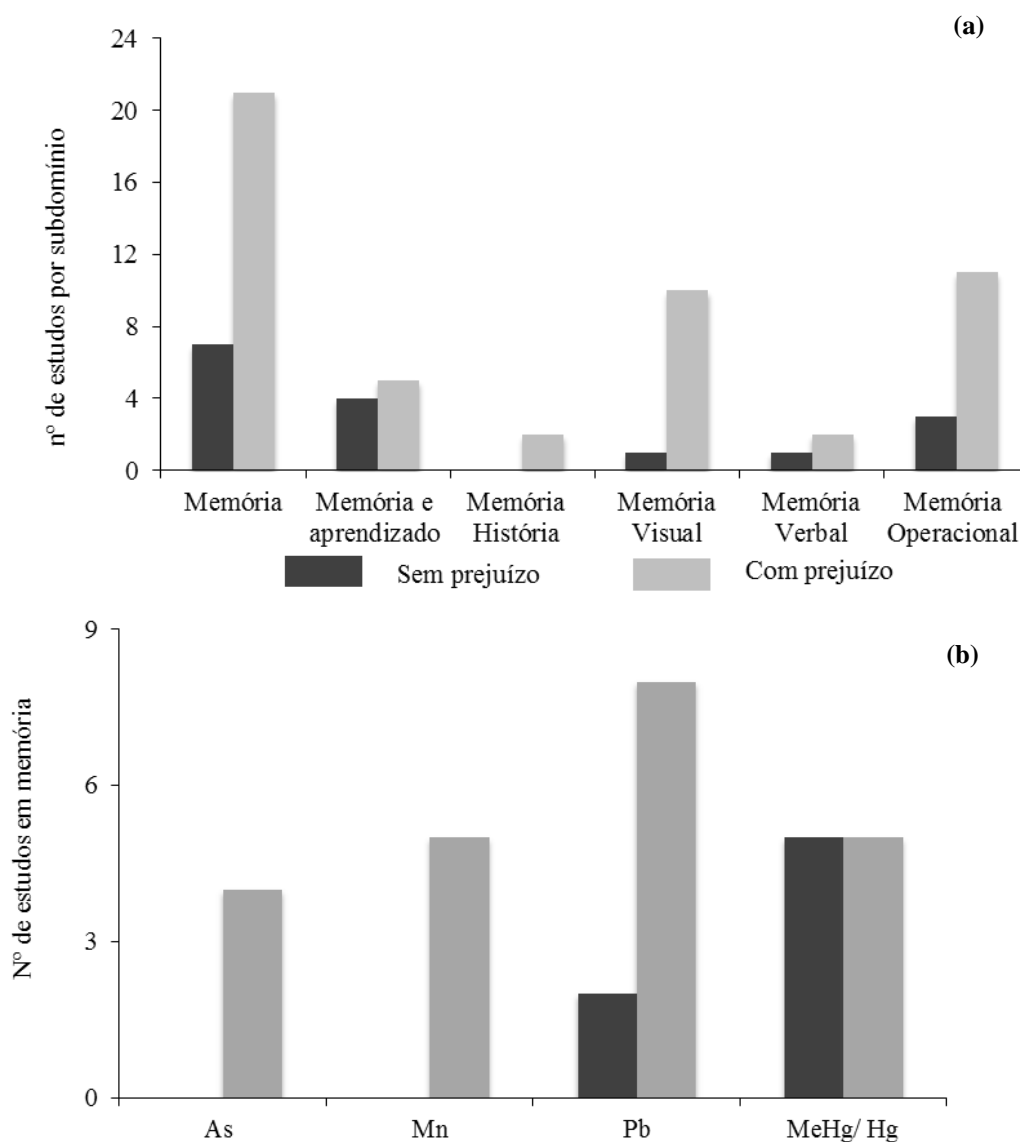 (a)
nº de estudos por subdomínio
24
20
16
12
8
4
0
Memória
Memória e
aprendizado
Memória
História
Memória
Visual
Memória
Verbal
Memória
Operacional
Sem prejuízo
Com prejuízo
(b)
Nº de estudos em memória
9
6
3
0
As
Mn
Pb
MeHg/ Hg